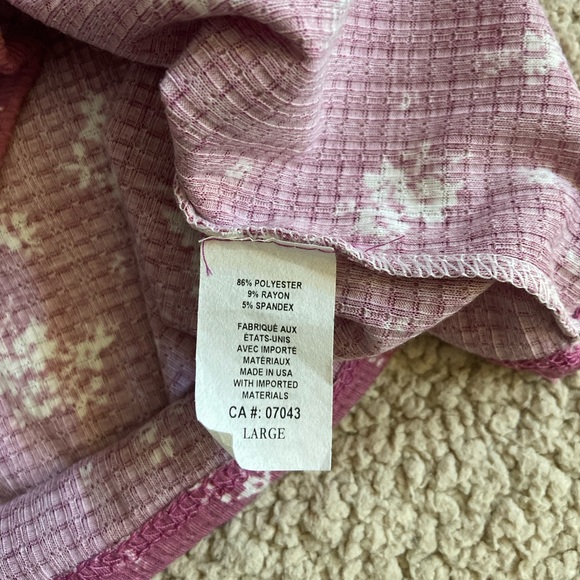 86% POLYESTER
9% RAYON
5% SPANDEX
FABRIQUÉ AUX
ÉTATS-UNIS
AVEC IMPORTÉ
MATÉRIAUX
MADE IN USA
WITH IMPORTED
MATERIALS
CA #: 07043
LARGE